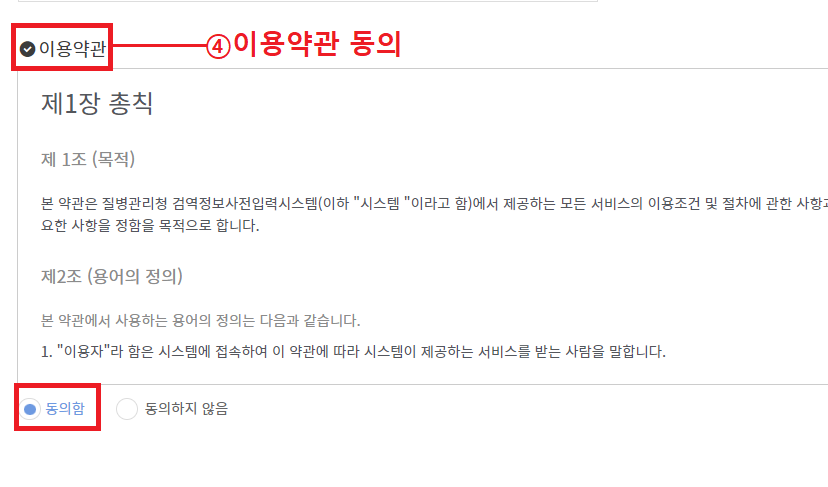 이용약관 ④이용약관 동의
제1장 총칙
제 1조 (목적)
본 약관은 질병관리청 검역정보사전입력시스템(이하 "시스템 "이라고 함)에서 제공하는 모든 서비스의 이용조건 및 절차에 관한 사항과
요한 사항을 정함을 목적으로 합니다.
제2조 (용어의 정의)
본 약관에서 사용하는 용어의 정의는 다음과 같습니다.
1. "이용자"라 함은 시스템에 접속하여 이 약관에 따라 시스템이 제공하는 서비스를 받는 사람을 말합니다.
동의함 동의하지 않음